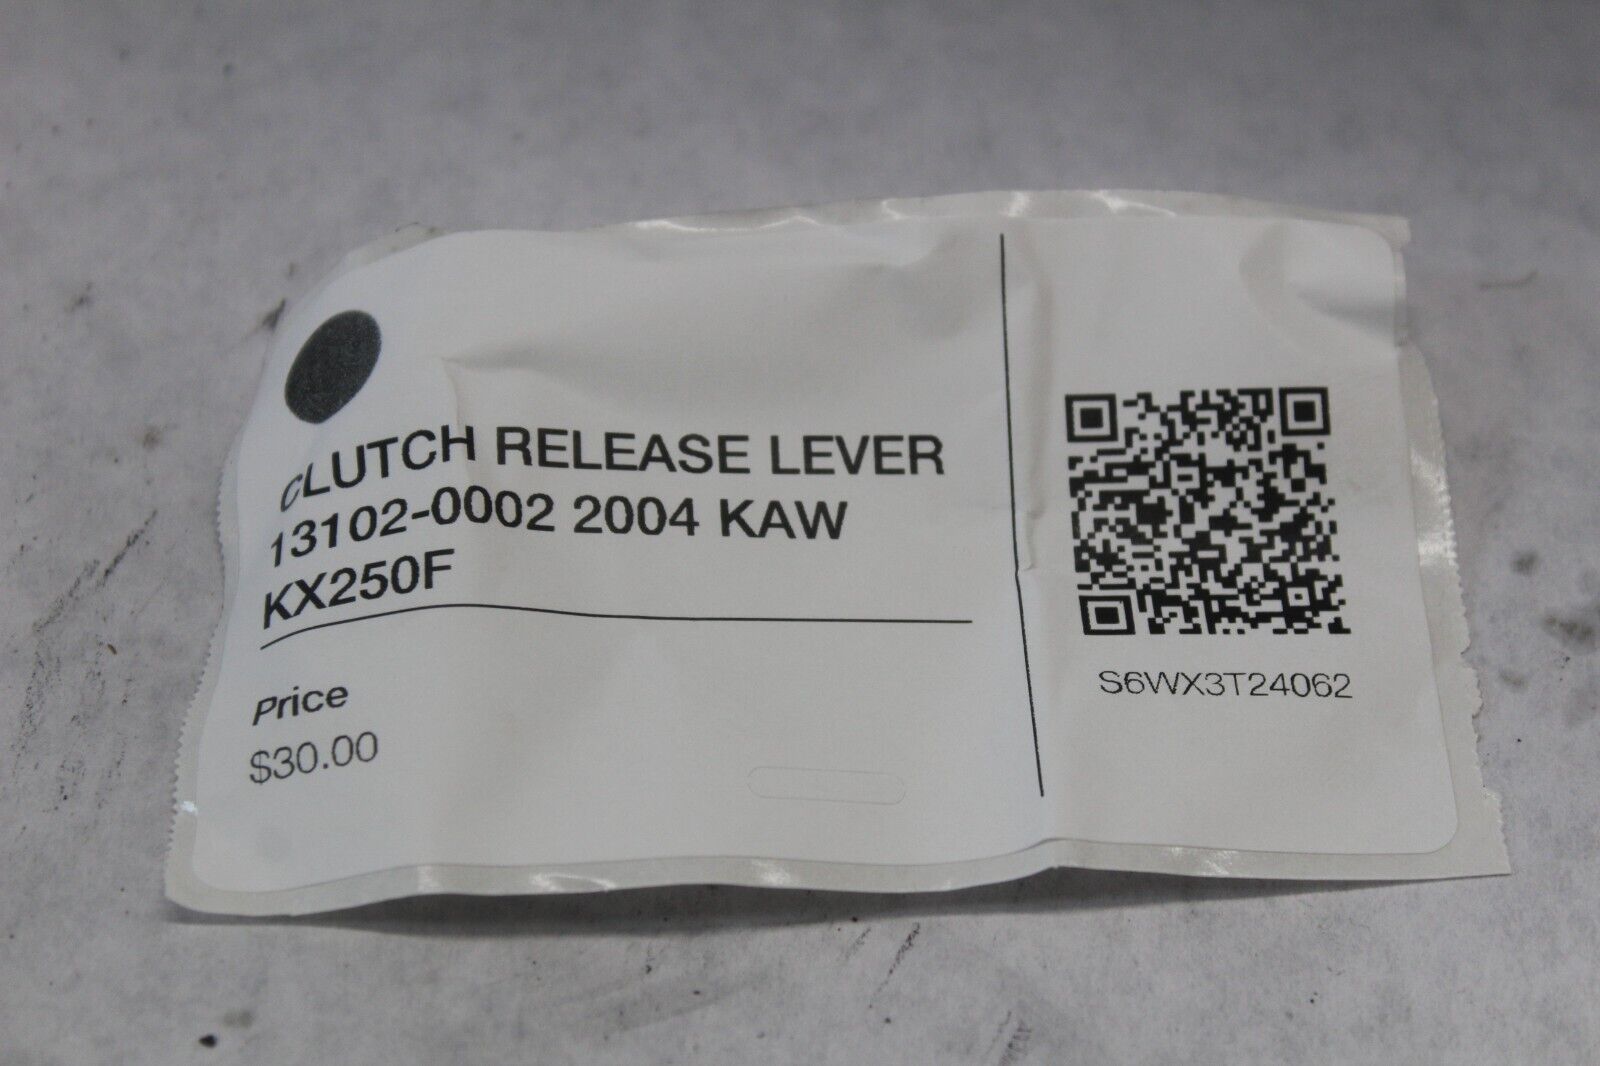 CLUTCH RELEASE LEVER
13102-0002 2004 KAW
KX250F
Price
$30.00
S6WX3T24062